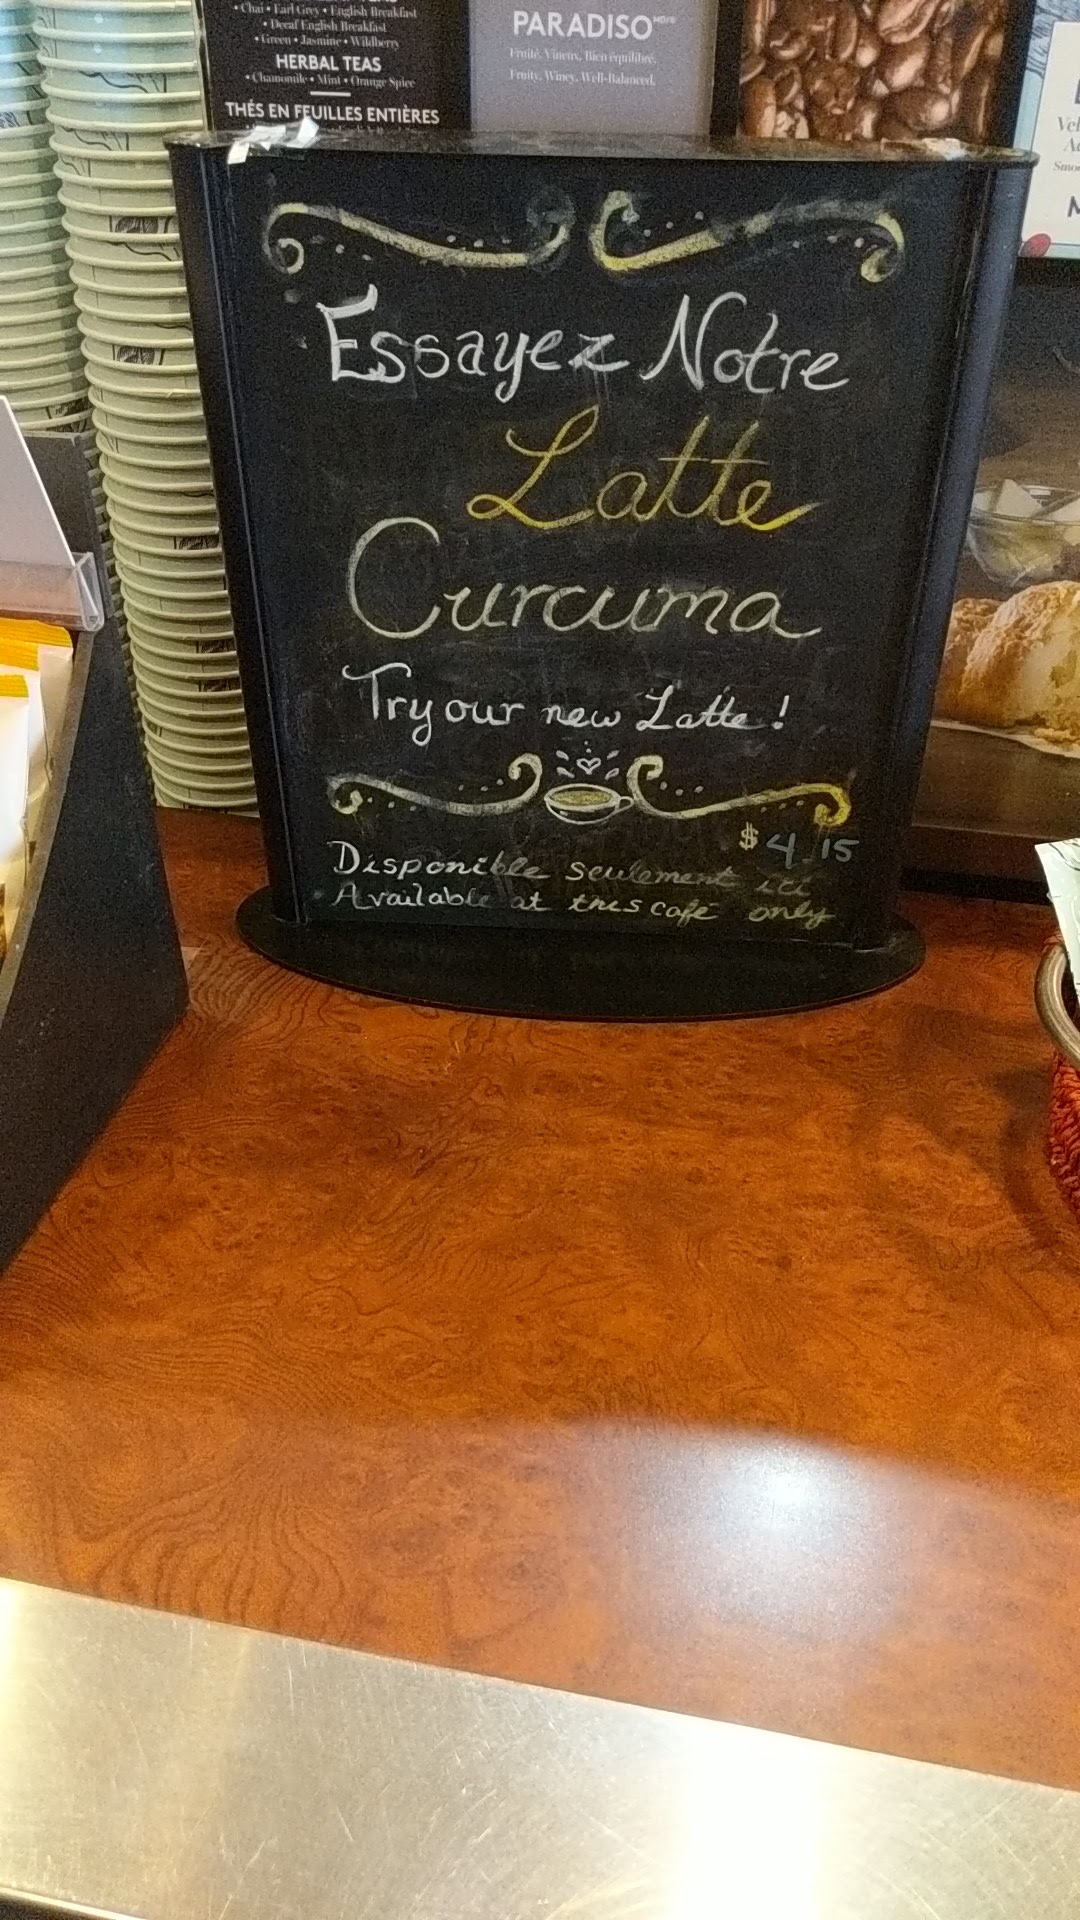 • Chai • Earl Grey • English Breakfast
• Decaf English Breakfast
• Green • Jasmine • Wildberry
HERBAL TEAS
• Chamomile • Mint • Orange Spice
THÉS EN FEUILLES ENTIÈRES
PARADISO
Fruité, Vineux, Bien équilibré.
Fruity, Winey, Well-Balanced.
Essayez Notre
Latte
Curcuma
Try our new Latte!
$4.15
Disponible seulement ici
Available at this café only